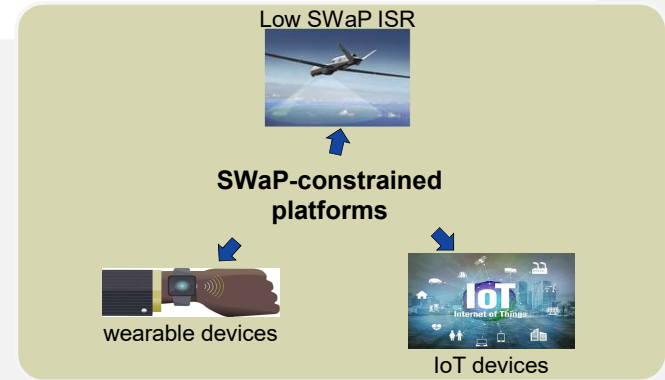 Low SWaP ISR
SWaP-constrained
platforms
wearable devices
IoT
Internet of Things
IoT devices